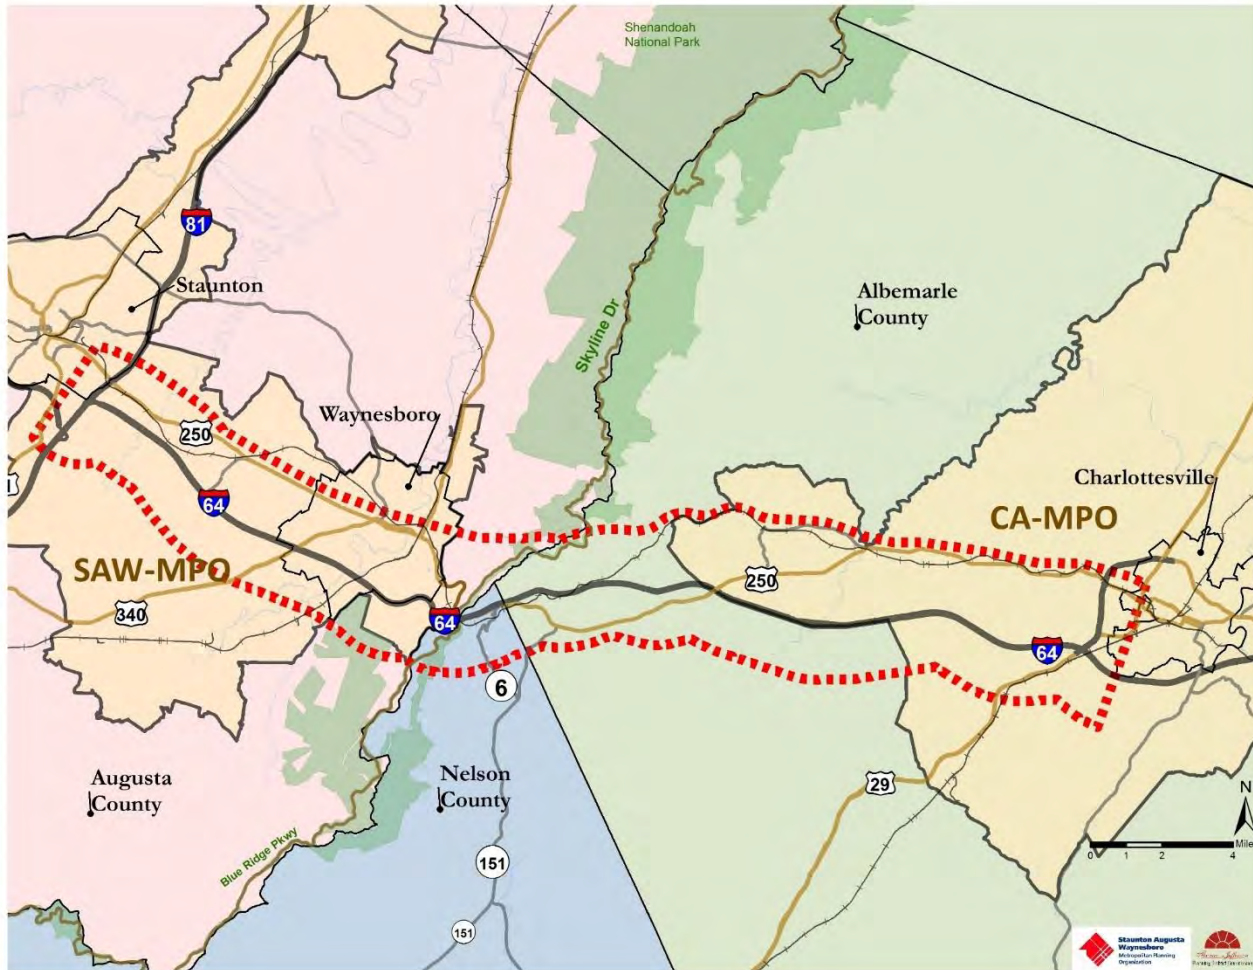 Shenandoah
National Park
81
Staunton
Skyline Dr
Albemarle
County
Waynesboro
250
Charlottesville
64
CA-MPO
SAW-MPO
250
340
64
64
6
Augusta
County
Nelson
County
29
N
Blue Ridge Pkwy
0 1 2 4
Mile
151
151
Staunton Augusta
Waynesboro
Metropolitan Planning
Organization